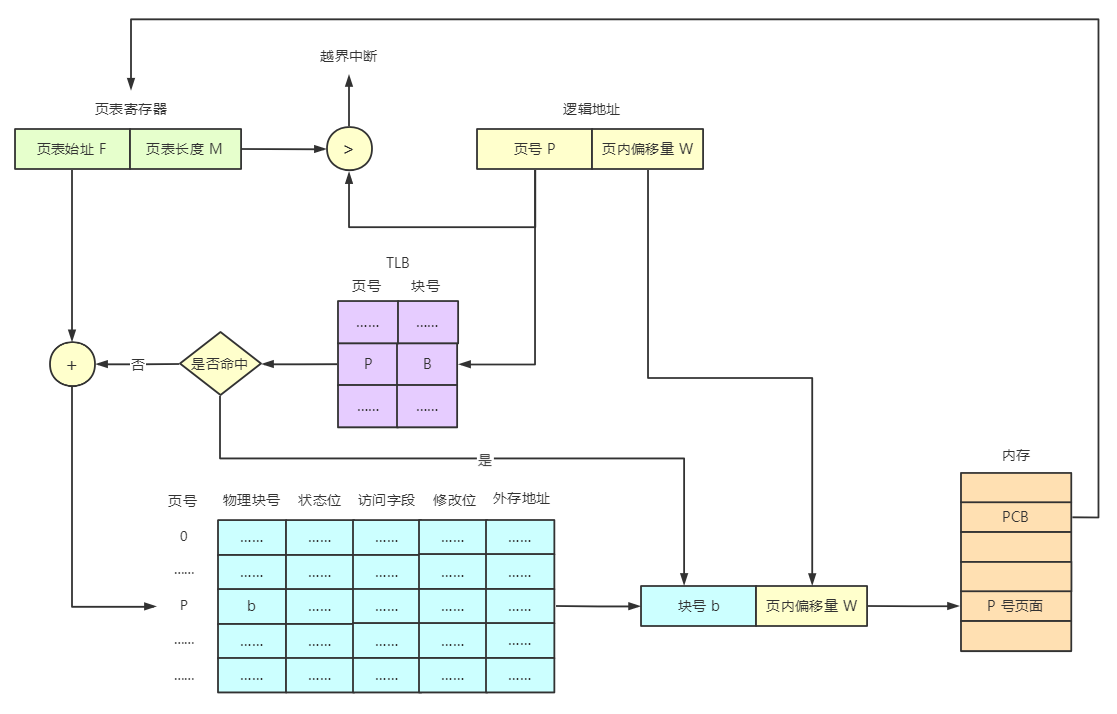 越界中断
页表寄存器
逻辑地址
页表始址 F 页表长度 M
>
页号 P 页内偏移量 W
TLB
页号 块号
...... ......
+
否
是否命中
P B
...... ......
是
内存
页号 物理块号 状态位 访问字段 修改位 外存地址
PCB
0 ...... ...... ...... ...... ......
...... ...... ...... ...... ...... ......
P b ...... ...... ...... ......
块号 b 页内偏移量 W
P 号页面
...... ...... ...... ...... ...... ......
...... ...... ...... ...... ...... ......